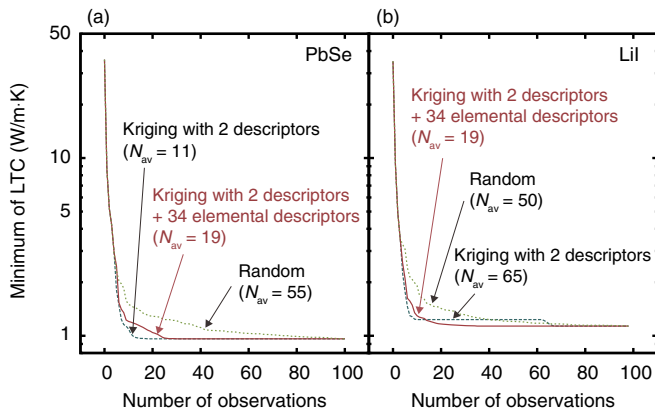 (a)
PbSe
50
10
5
1
Minimum of LTC (W/m·K)
Kriging with 2 descriptors
(Nav = 11)
Kriging with 2 descriptors
+ 34 elemental descriptors
(Nav = 19)
Random
(Nav = 55)
0 20 40 60 80 100
Number of observations
(b)
LiI
Kriging with 2 descriptors
+ 34 elemental descriptors
(Nav = 19)
Random
(Nav = 50)
Kriging with 2 descriptors
(Nav = 65)
0 20 40 60 80 100
Number of observations